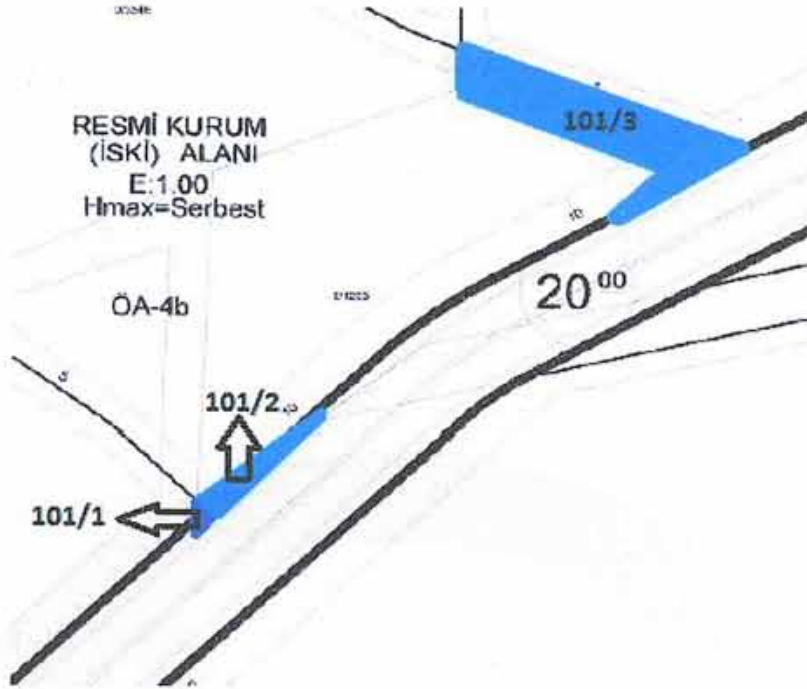 101/3
RESMİ KURUM
(İSKİ) ALANI
E:1.00
Hmax=Serbest
20⁰⁰
ÖA-4b
101/2
101/1